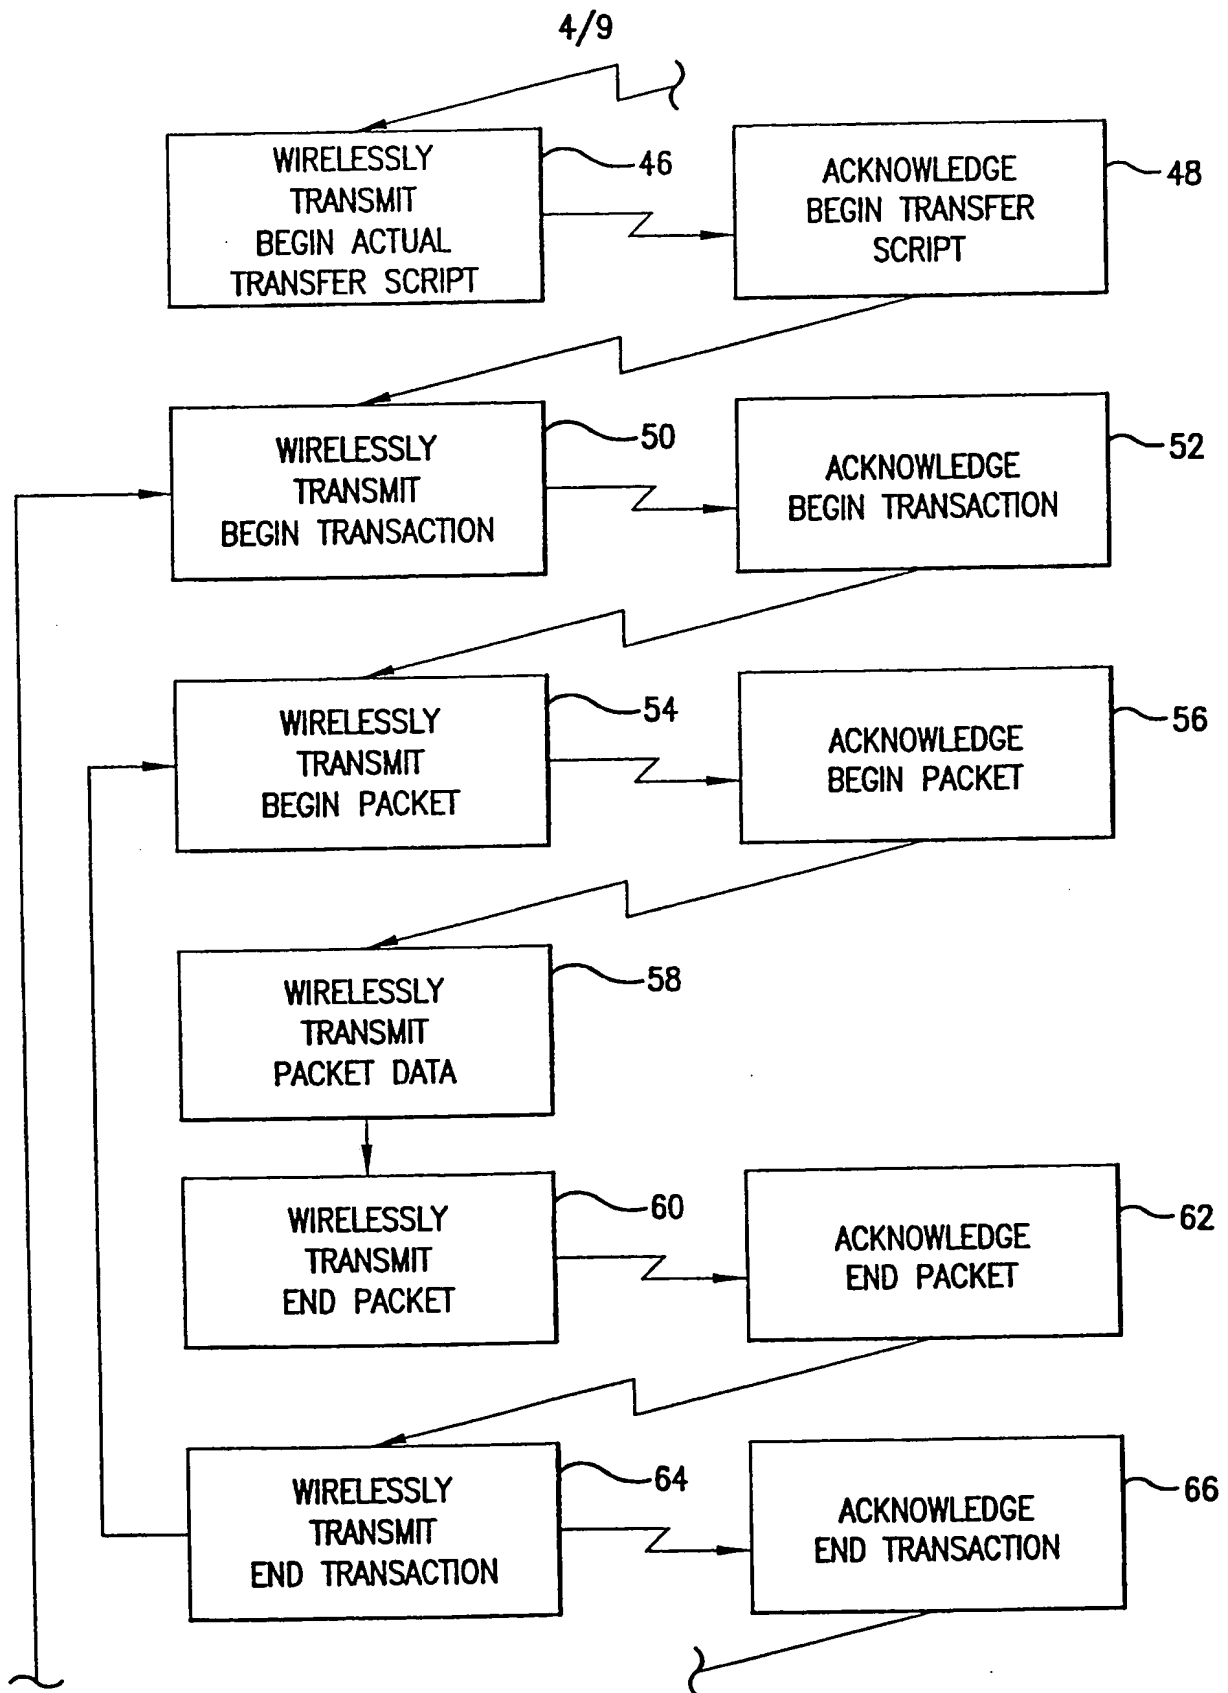 4/9
WIRELESSLY
TRANSMIT
BEGIN ACTUAL
TRANSFER SCRIPT
46
ACKNOWLEDGE
BEGIN TRANSFER
SCRIPT
48
WIRELESSLY
TRANSMIT
BEGIN TRANSACTION
50
ACKNOWLEDGE
BEGIN TRANSACTION
52
WIRELESSLY
TRANSMIT
BEGIN PACKET
54
ACKNOWLEDGE
BEGIN PACKET
56
WIRELESSLY
TRANSMIT
PACKET DATA
58
WIRELESSLY
TRANSMIT
END PACKET
60
ACKNOWLEDGE
END PACKET
62
WIRELESSLY
TRANSMIT
END TRANSACTION
64
ACKNOWLEDGE
END TRANSACTION
66